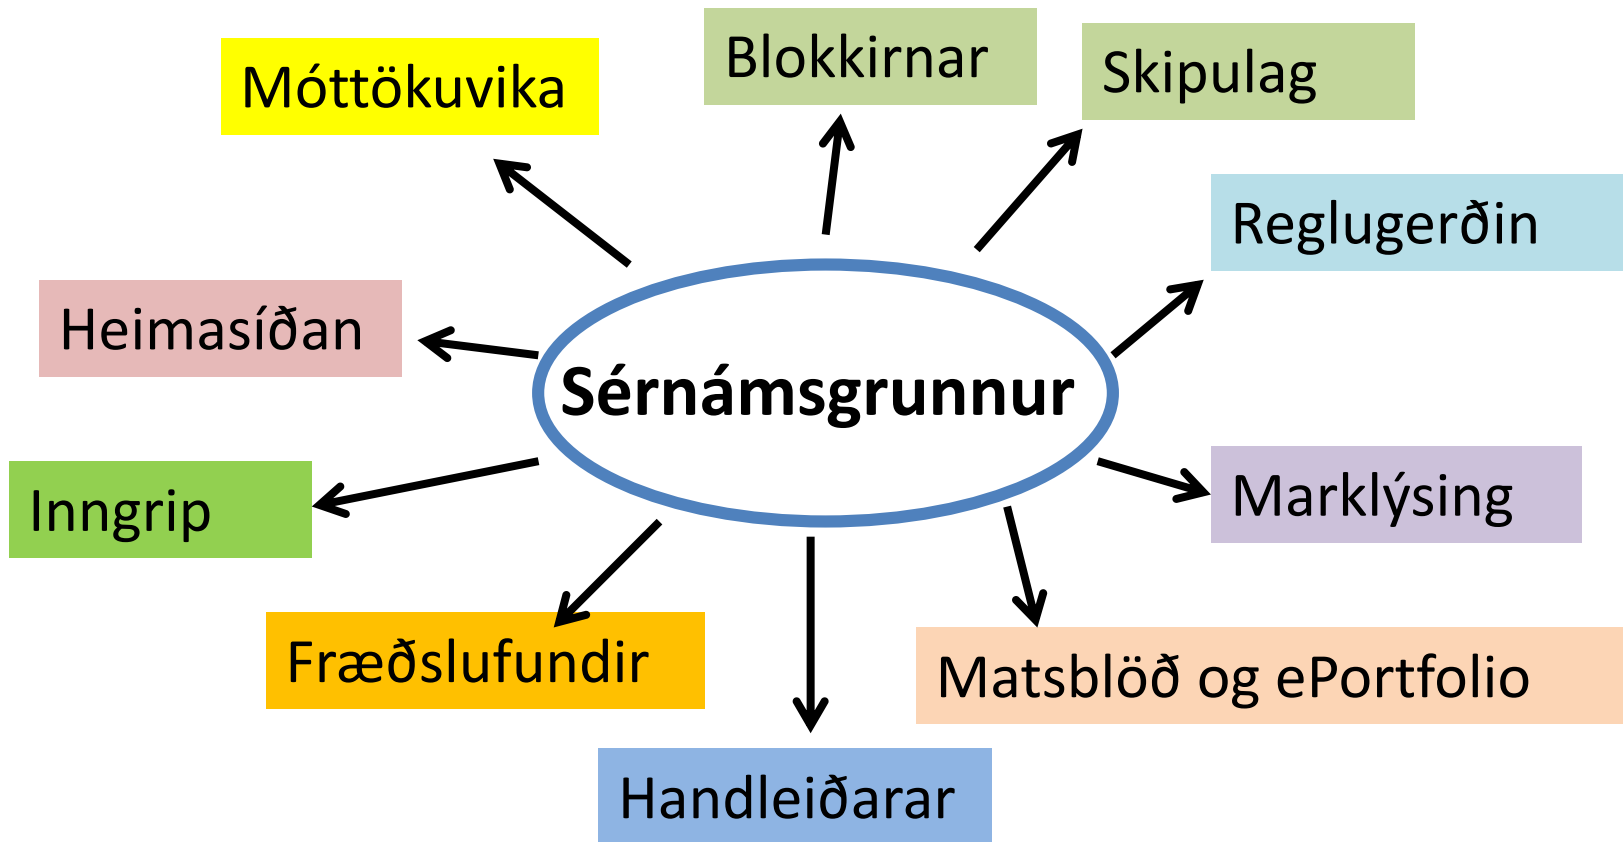 Blokkirnar
Skipulag
Móttökuvika
Reglugerðin
Heimasíðan
Sérnámsgrunnur
Inngrip
Marklýsing
Fræðslufundir
Matsblöð og ePortfolio
Handleiðarar